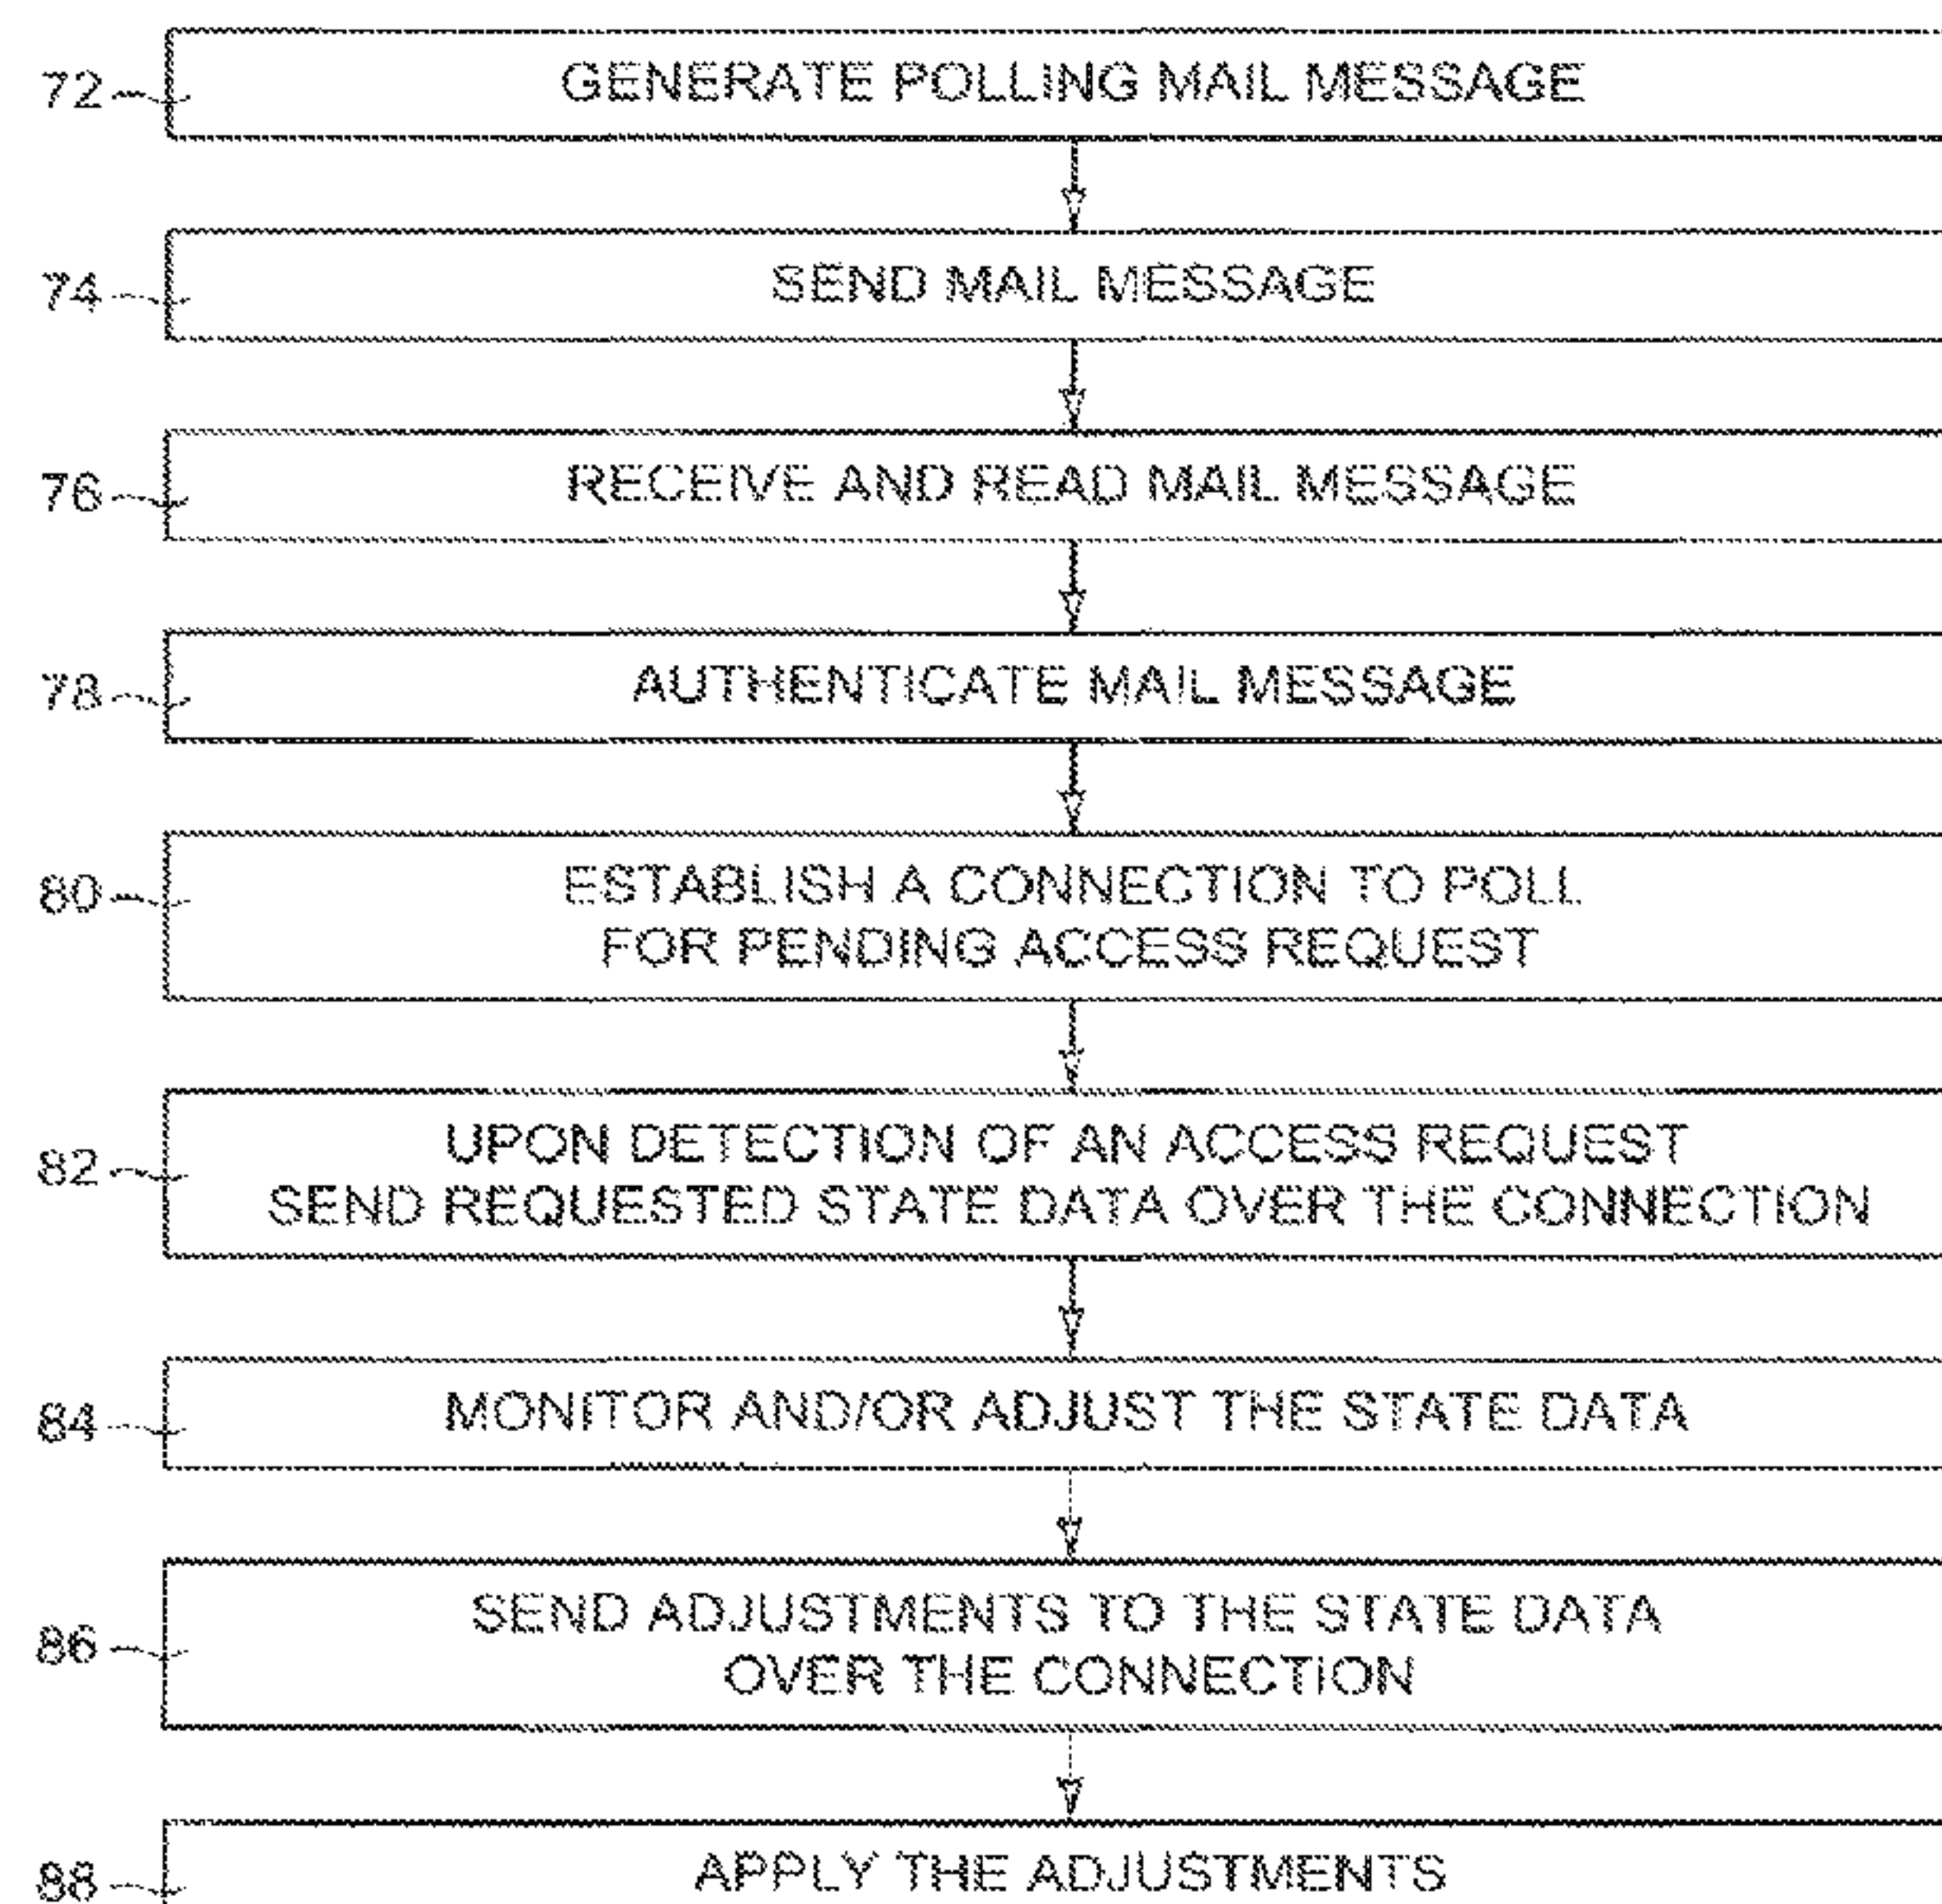 72
GENERATE POLLING MAIL MESSAGE
74
SEND MAIL MESSAGE
76
RECEIVE AND READ MAIL MESSAGE
78
AUTHENTICATE MAIL MESSAGE
80
ESTABLISH A CONNECTION TO POLL
FOR PENDING ACCESS REQUEST
82
UPON DETECTION OF AN ACCESS REQUEST
SEND REQUESTED STATE DATA OVER THE CONNECTION
84
MONITOR AND/OR ADJUST THE STATE DATA
86
SEND ADJUSTMENTS TO THE STATE DATA
OVER THE CONNECTION
88
APPLY THE ADJUSTMENTS